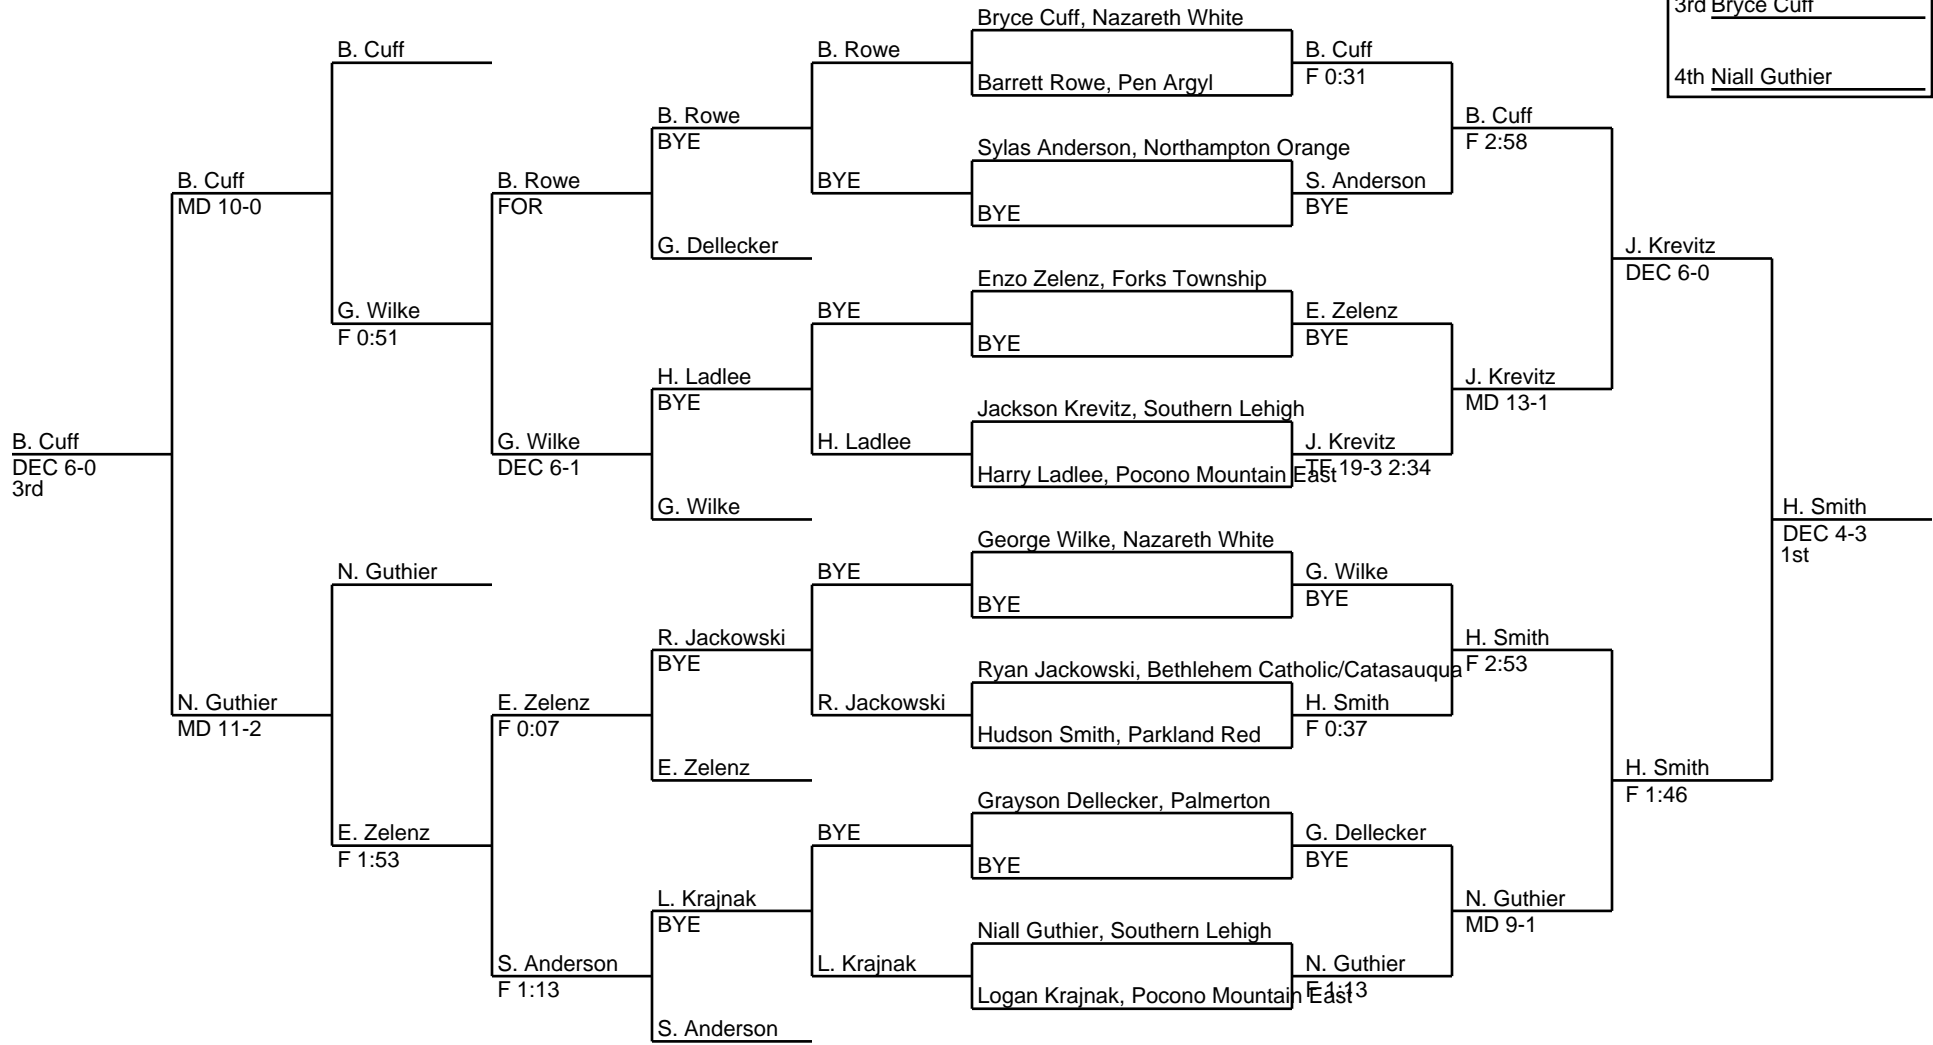 3rd Bryce Cuff
4th Niall Guthier
B. Cuff
DEC 6-0
3rd
B. Cuff
MD 10-0
N. Guthier
MD 11-2
B. Cuff
G. Wilke
F 0:51
N. Guthier
E. Zelenz
F 1:53
B. Rowe
FOR
G. Wilke
DEC 6-1
E. Zelenz
F 0:07
S. Anderson
F 1:13
B. Rowe
BYE
G. Dellecker
H. Ladlee
BYE
G. Wilke
R. Jackowski
BYE
E. Zelenz
L. Krajnak
BYE
S. Anderson
B. Rowe
BYE
BYE
H. Ladlee
BYE
R. Jackowski
BYE
L. Krajnak
Bryce Cuff, Nazareth White
Barrett Rowe, Pen Argyl
Sylas Anderson, Northampton Orange
BYE
Enzo Zelenz, Forks Township
BYE
Jackson Krevitz, Southern Lehigh
Harry Ladlee, Pocono Mountain East
George Wilke, Nazareth White
BYE
Ryan Jackowski, Bethlehem Catholic/Catasauqua
Hudson Smith, Parkland Red
Grayson Dellecker, Palmerton
BYE
Niall Guthier, Southern Lehigh
Logan Krajnak, Pocono Mountain East
B. Cuff
F 0:31
S. Anderson
BYE
E. Zelenz
BYE
J. Krevitz
TF 19-3 2:34
G. Wilke
BYE
H. Smith
F 0:37
G. Dellecker
BYE
N. Guthier
F 1:13
B. Cuff
F 2:58
J. Krevitz
MD 13-1
H. Smith
F 2:53
N. Guthier
MD 9-1
J. Krevitz
DEC 6-0
H. Smith
F 1:46
H. Smith
DEC 4-3
1st